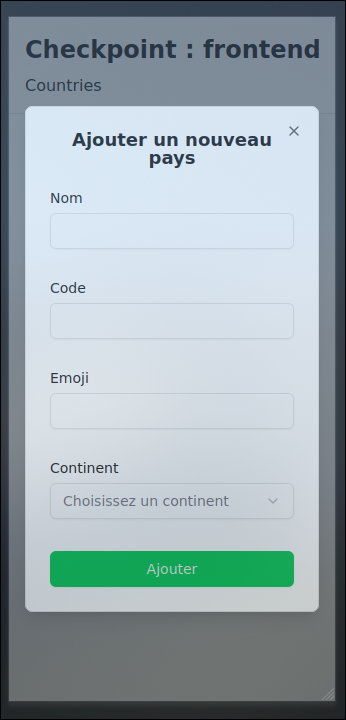 Checkpoint : frontend
Countries
Ajouter un nouveau
pays
Nom
Code
Emoji
Continent
Choisissez un continent
Ajouter